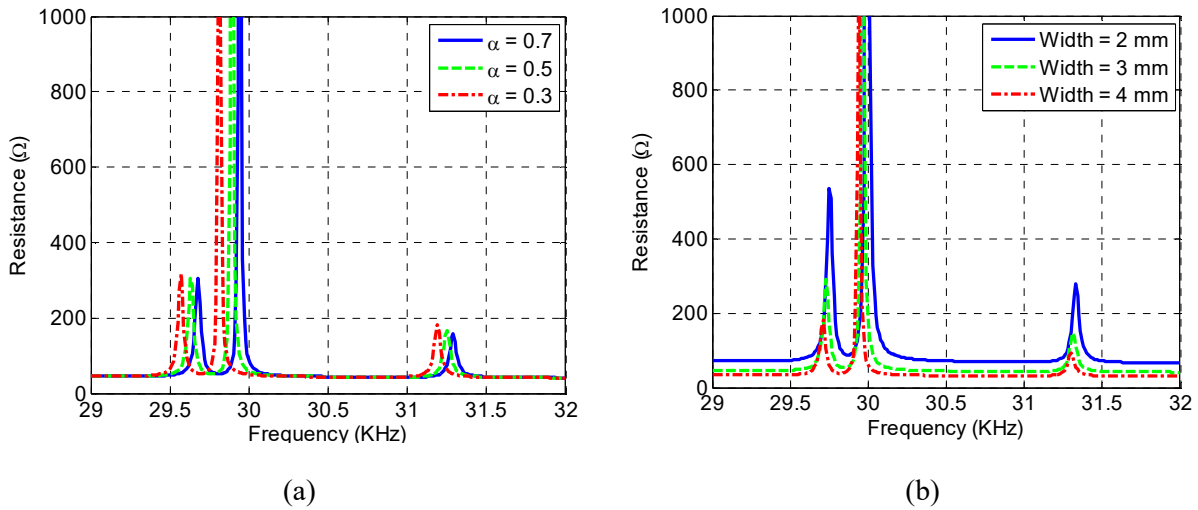 1000
800
600
400
200
0
Resistance (Ω)
29 29.5 30 30.5 31 31.5 32
Frequency (KHz)
α = 0.7
α = 0.5
α = 0.3
(a)
1000
800
600
400
200
0
Resistance (Ω)
29 29.5 30 30.5 31 31.5 32
Frequency (KHz)
Width = 2 mm
Width = 3 mm
Width = 4 mm
(b)